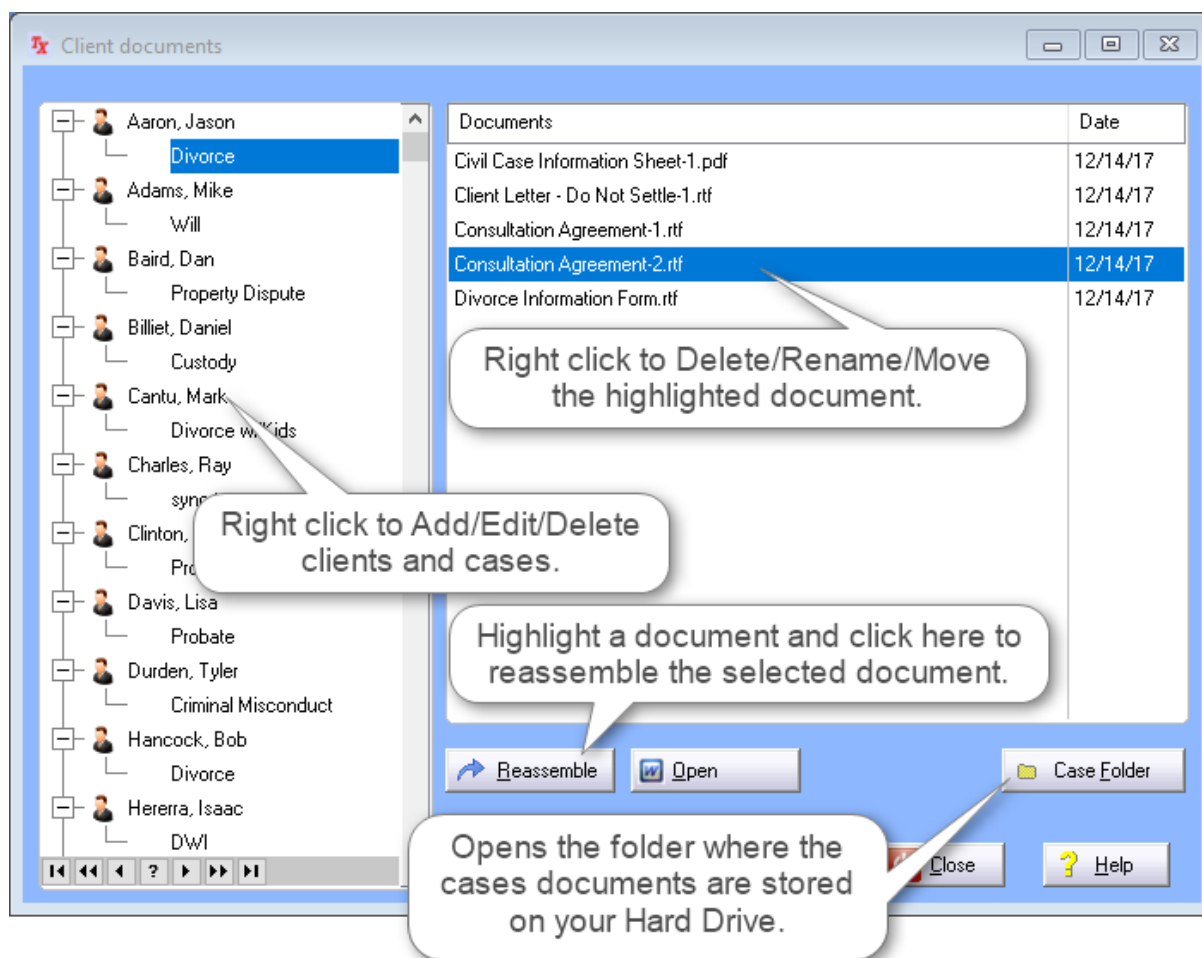 Client documents
Aaron, Jason
Divorce
Adams, Mike
Will
Baird, Dan
Property Dispute
Billiet, Daniel
Custody
Cantu, Mark
Divorce w/Kids
Charles, Ray
Clinton,
Davis, Lisa
Probate
Durden, Tyler
Criminal Misconduct
Hancock, Bob
Divorce
Hererra, Isaac
DWI
Documents Date
Civil Case Information Sheet-1.pdf 12/14/17
Client Letter - Do Not Settle-1.rtf 12/14/17
Consultation Agreement-1.rtf 12/14/17
Consultation Agreement-2.rtf 12/14/17
Divorce Information Form.rtf 12/14/17
Right click to Delete/Rename/Move
the highlighted document.
Right click to Add/Edit/Delete
clients and cases.
Highlight a document and click here to
reassemble the selected document.
Reassemble Open Case Folder
Opens the folder where the
cases documents are stored
on your Hard Drive.
Close Help